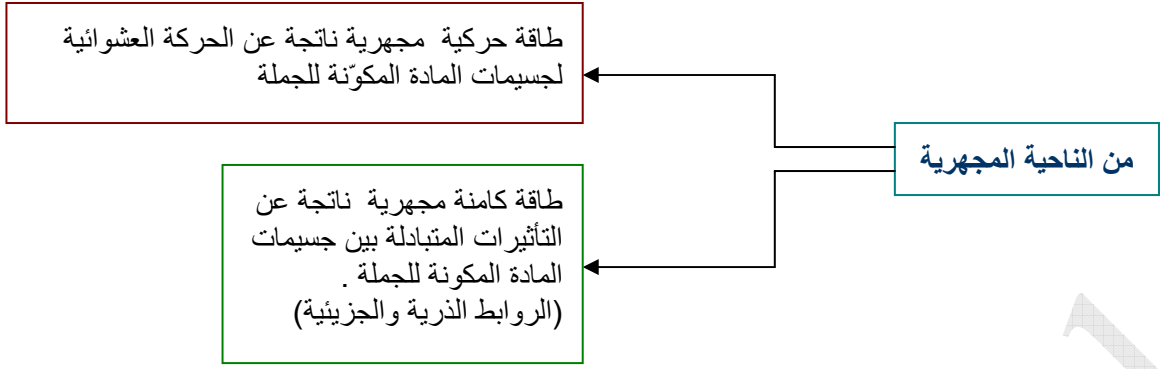 من الناحية المجهرية
طاقة حركية مجهرية ناتجة عن الحركة العشوائية
لجسيمات المادة المكوّنة للجملة
طاقة كامنة مجهرية ناتجة عن
التأثيرات المتبادلة بين جسيمات
المادة المكونة للجملة .
(الروابط الذرية والجزيئية)